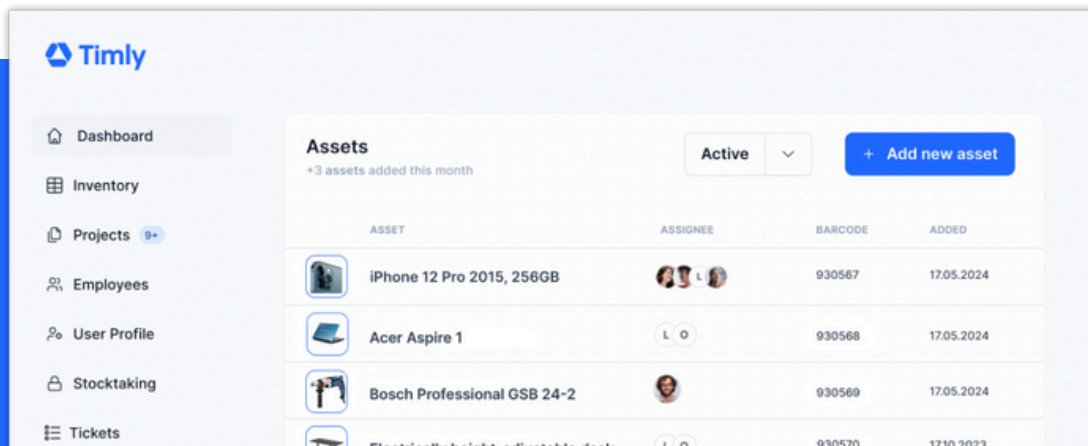 Timly
Dashboard
Inventory
Projects 9+
Employees
User Profile
Stocktaking
Tickets
Assets
+3 assets added this month
Active
+ Add new asset
ASSET ASSIGNEE BARCODE ADDED
iPhone 12 Pro 2015, 256GB L 930567 17.05.2024
Acer Aspire 1 L O 930568 17.05.2024
Bosch Professional GSB 24-2 930569 17.05.2024
desk L O 930570 17.10.2023